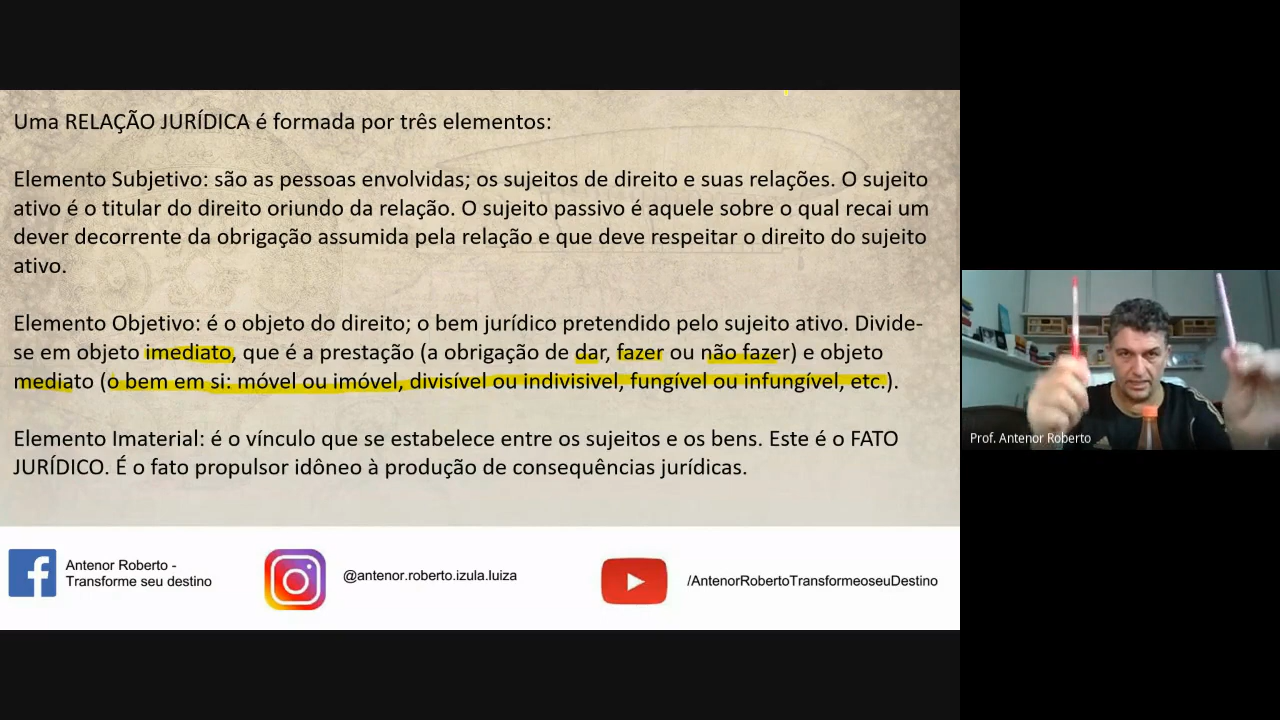 Uma RELAÇÃO JURÍDICA é formada por três elementos:
Elemento Subjetivo: são as pessoas envolvidas; os sujeitos de direito e suas relações. O sujeito
ativo é o titular do direito oriundo da relação. O sujeito passivo é aquele sobre o qual recai um
dever decorrente da obrigação assumida pela relação e que deve respeitar o direito do sujeito
ativo.
Elemento Objetivo: é o objeto do direito; o bem jurídico pretendido pelo sujeito ativo. Divide-
se em objeto imediato, que é a prestação (a obrigação de dar, fazer ou não fazer) e objeto
mediato (o bem em si: móvel ou imóvel, divisível ou indivisivel, fungível ou infungível, etc.).
Elemento Imaterial: é o vínculo que se estabelece entre os sujeitos e os bens. Este é o FATO
JURÍDICO. É o fato propulsor idôneo à produção de consequências jurídicas.
Antenor Roberto -
Transforme seu destino
@antenor.roberto.izula.luiza
/AntenorRobertoTransformeoseuDestino
Prof. Antenor Roberto